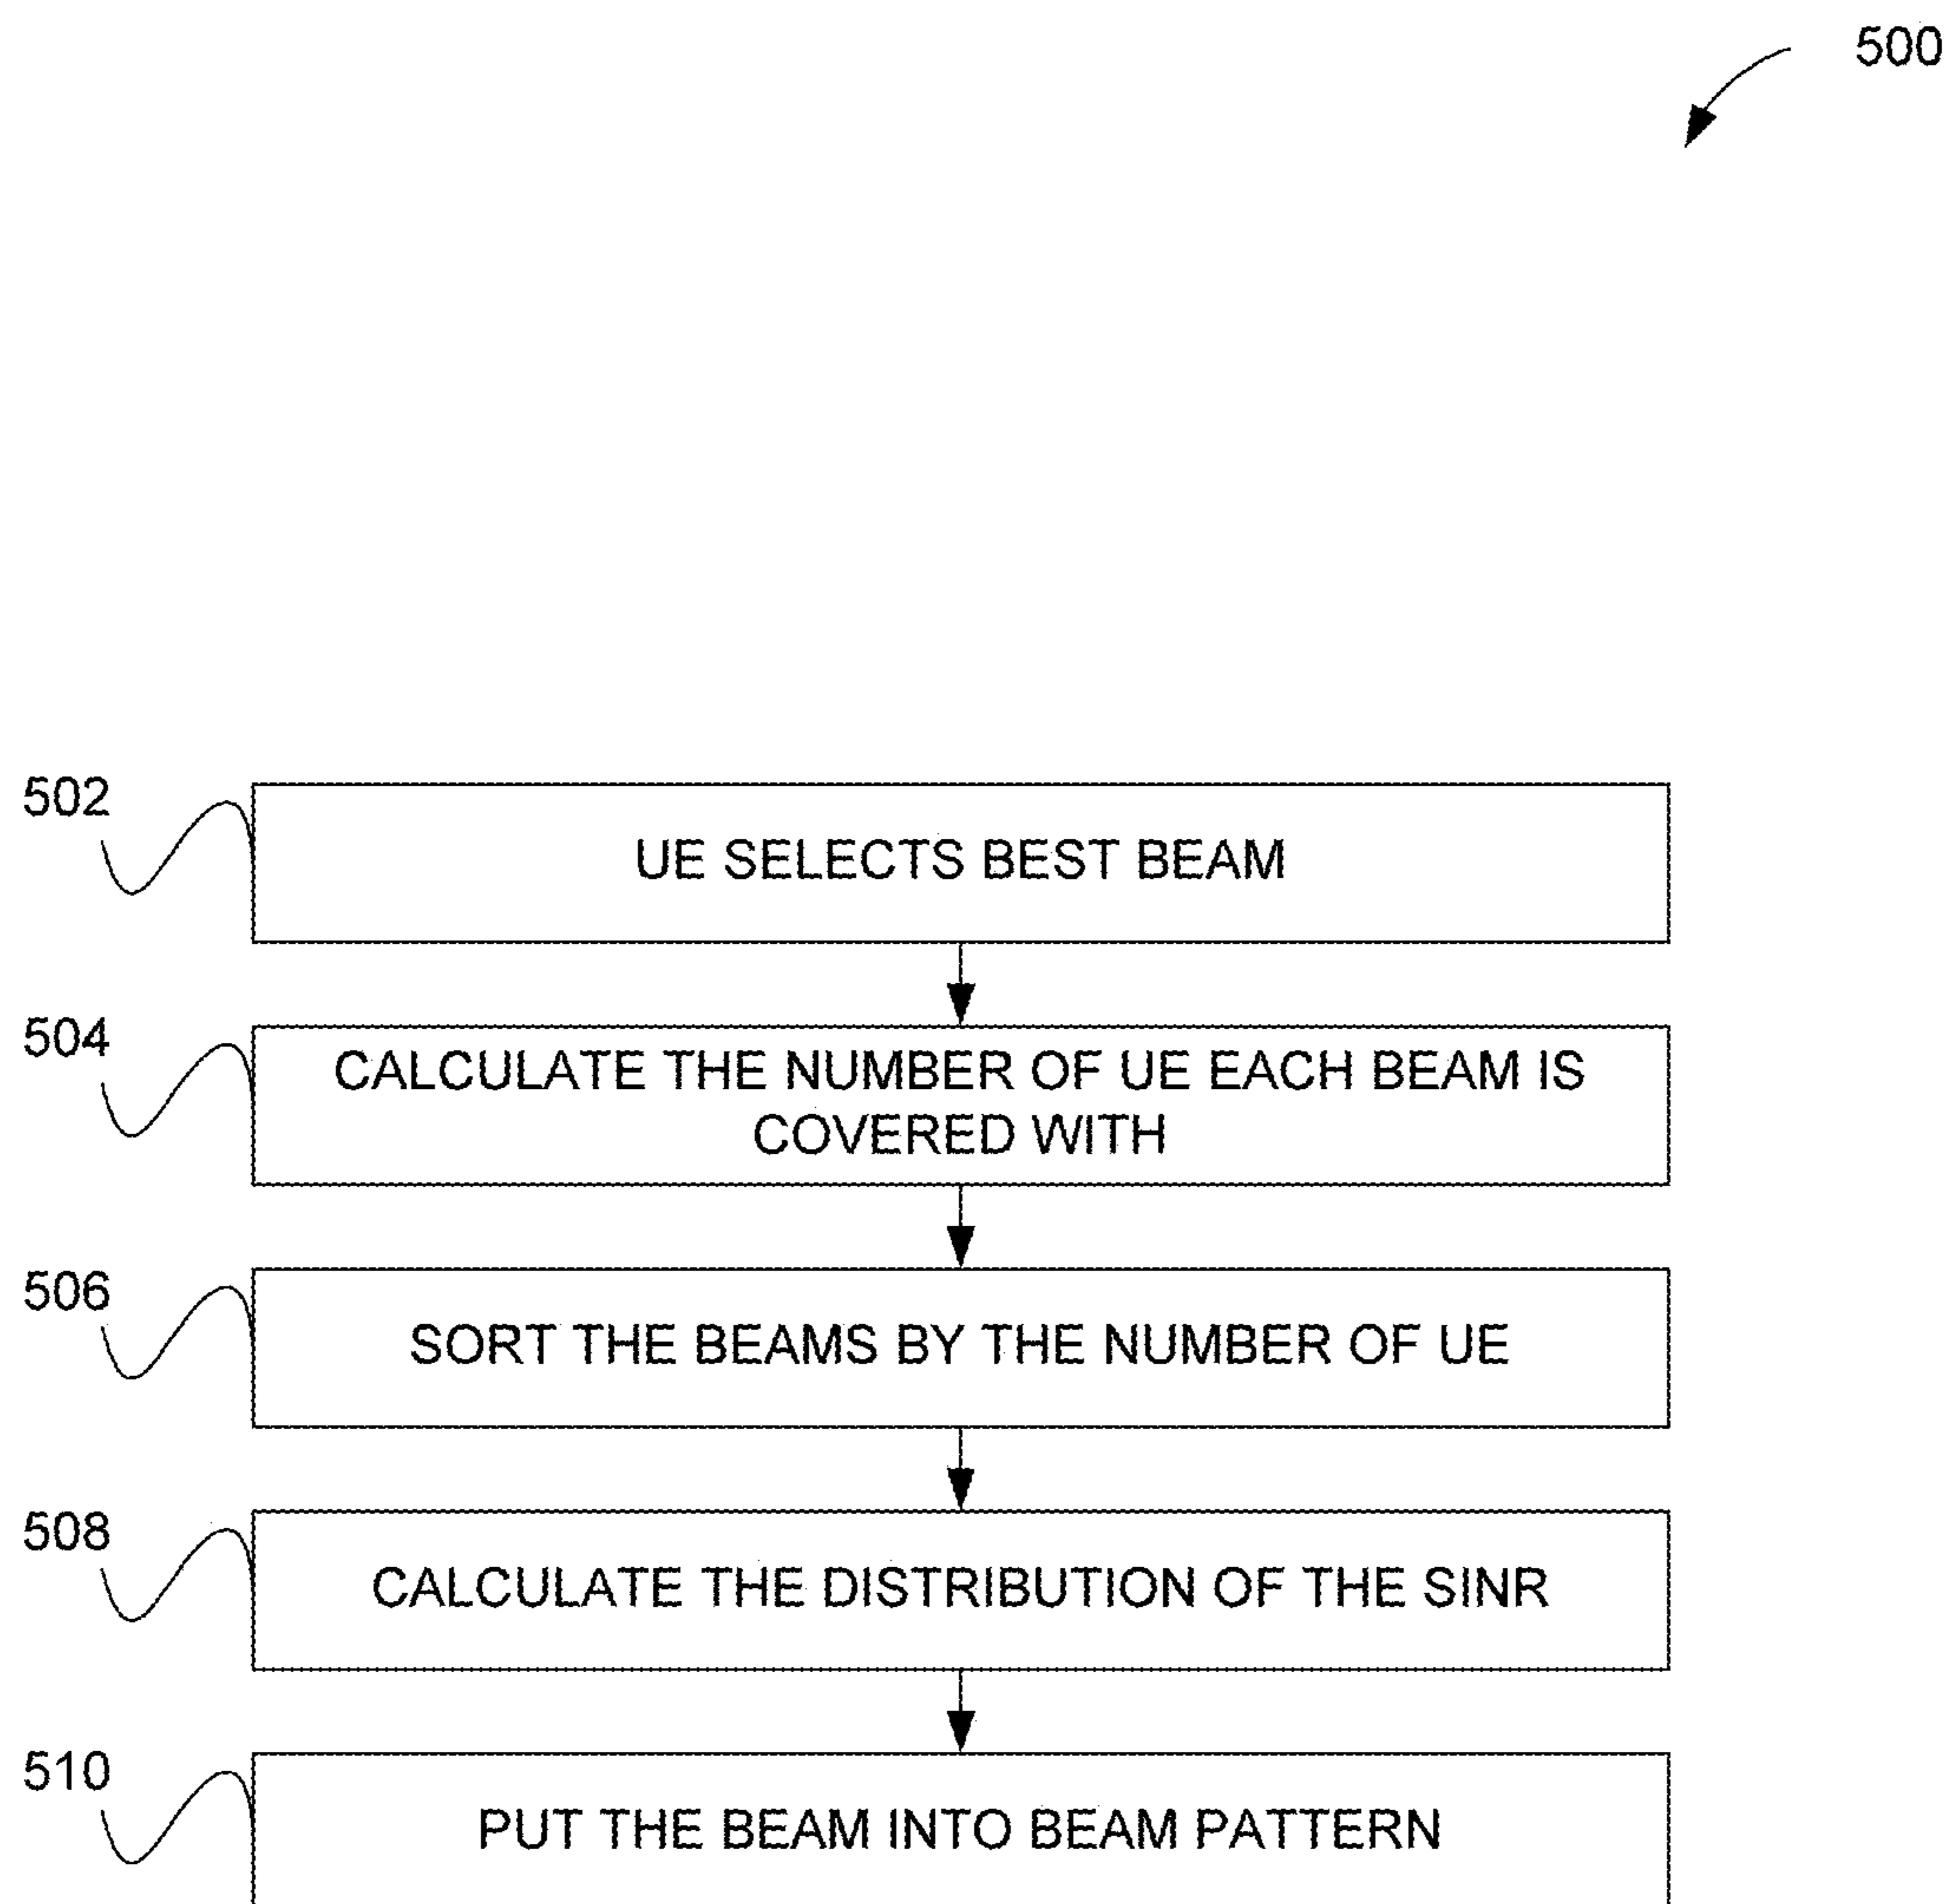 500
502
UE SELECTS BEST BEAM
504
CALCULATE THE NUMBER OF UE EACH BEAM IS
COVERED WITH
506
SORT THE BEAMS BY THE NUMBER OF UE
508
CALCULATE THE DISTRIBUTION OF THE SINR
510
PUT THE BEAM INTO BEAM PATTERN